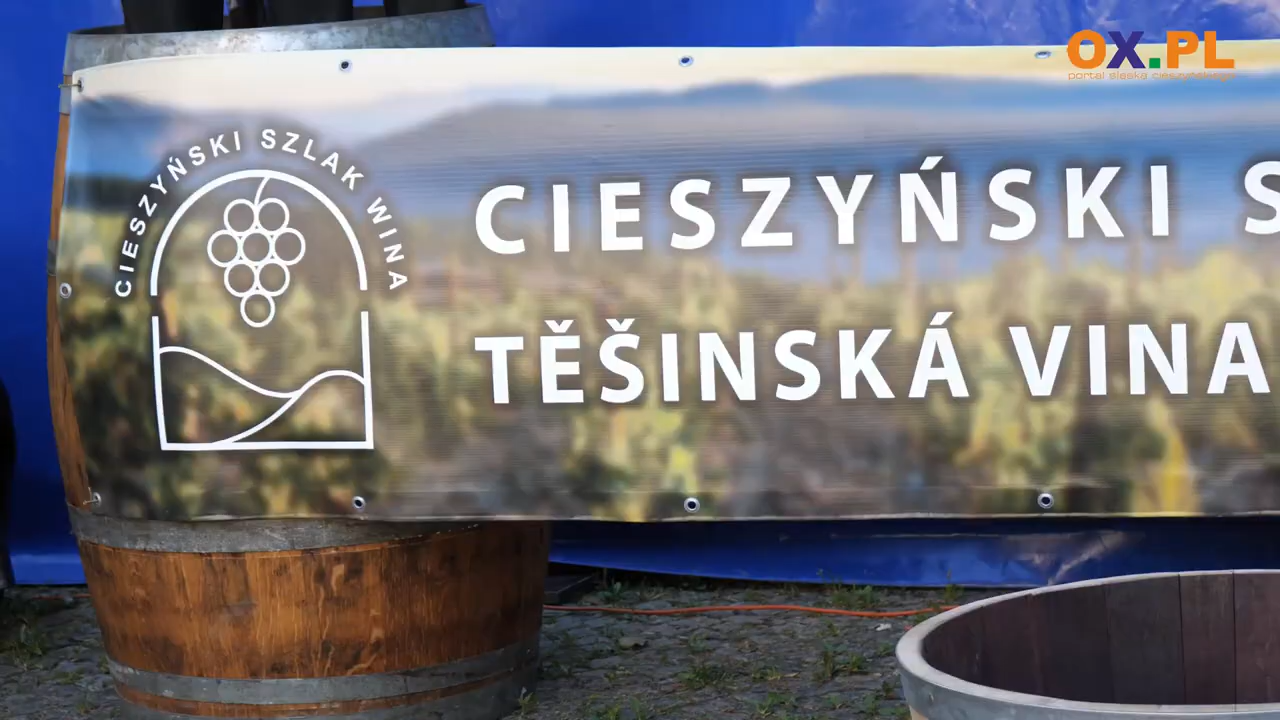 OX.PL
portal śląska cieszyńskiego
CIESZYŃSKI SZLAK WINA
CIESZYŃSKI S
TĚŠINSKÁ VINA